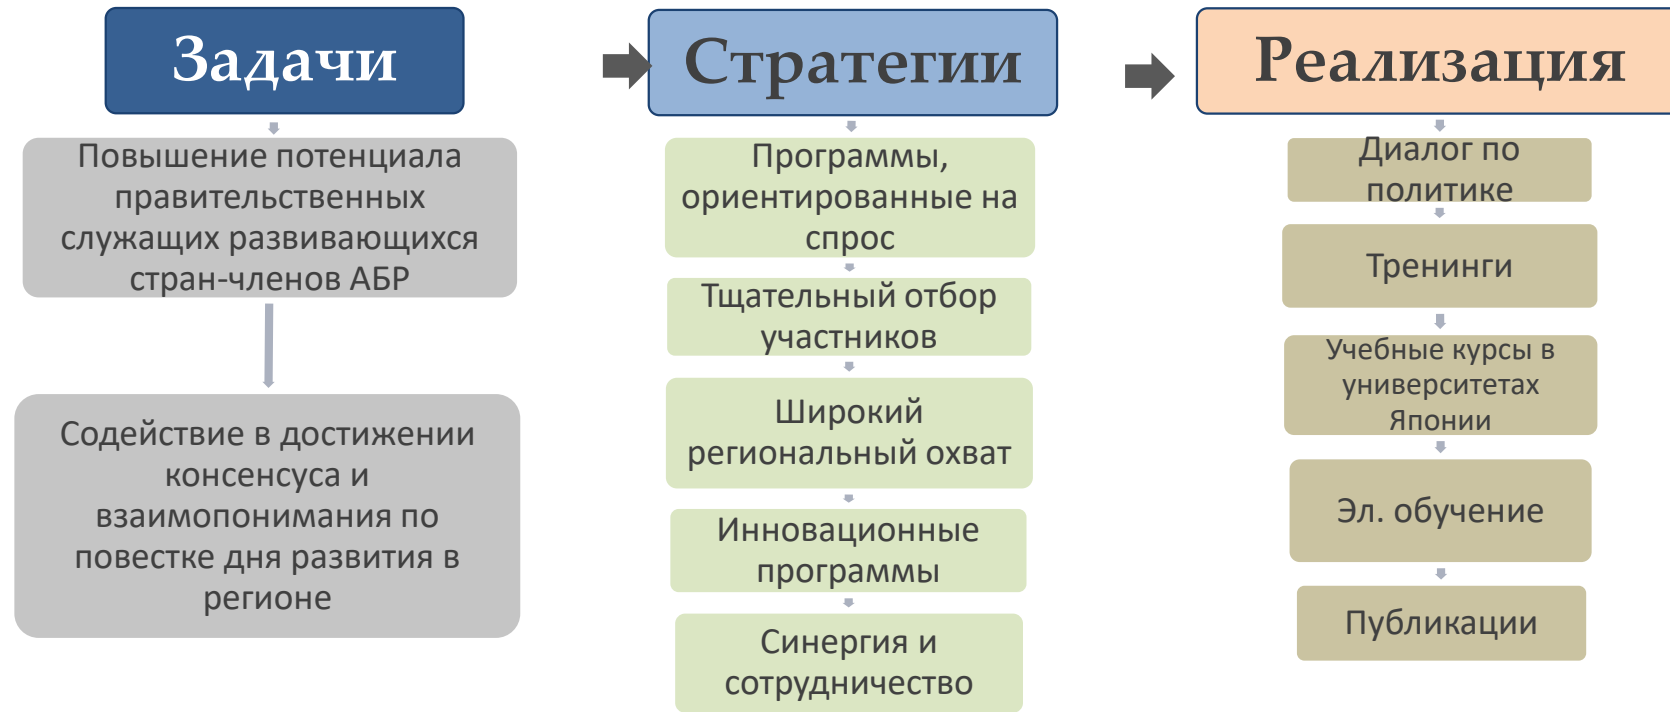 Задачи
Повышение потенциала
правительственных
служащих развивающихся
стран-членов АБР
Содействие в достижении
консенсуса и
взаимопонимания по
повестке дня развития в
регионе
Стратегии
Программы,
ориентированные на
спрос
Тщательный отбор
участников
Широкий
региональный охват
Инновационные
программы
Синергия и
сотрудничество
Реализация
Диалог по
политике
Тренинги
Учебные курсы в
университетах
Японии
Эл. обучение
Публикации